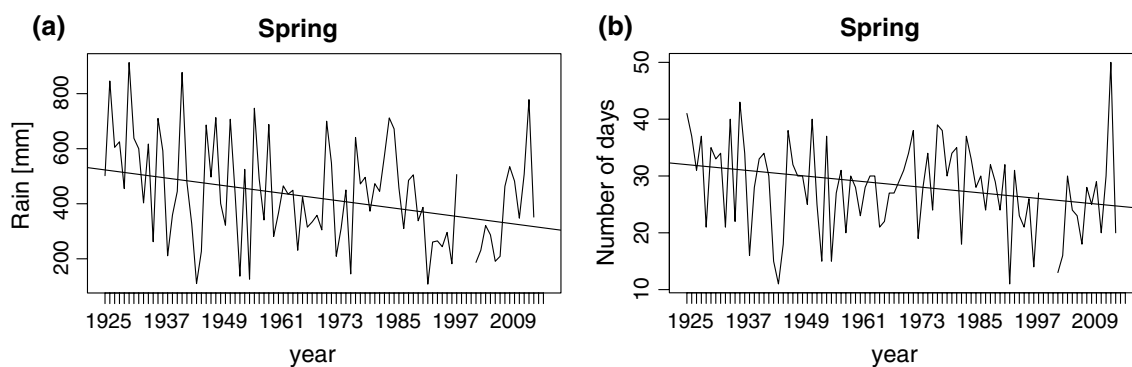 (a) Spring
Rain [mm]
800
600
400
200
1925 1937 1949 1961 1973 1985 1997 2009
year
(b) Spring
Number of days
50
40
30
20
10
1925 1937 1949 1961 1973 1985 1997 2009
year